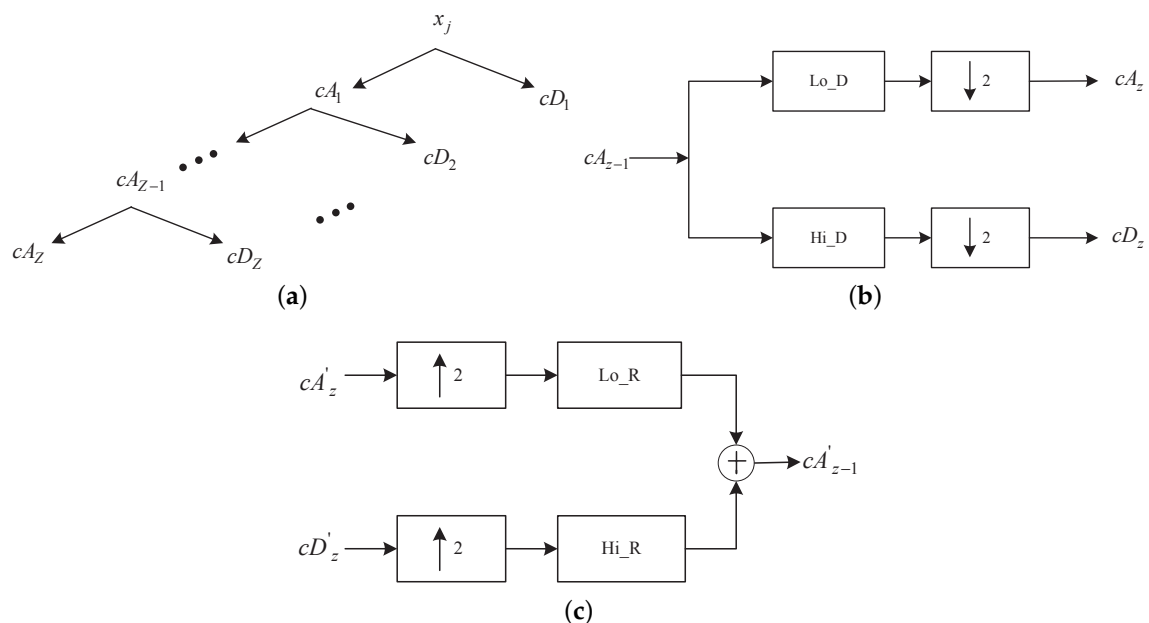 x_j
cA_1
cD_1
cD_2
cA_{Z-1}
cA_Z
cD_Z
(a)
Lo_D
↓ 2
cA_z
cA_{z-1}
Hi_D
↓ 2
cD_z
(b)
cA'_z
↑ 2
Lo_R
+
cA'_{z-1}
cD'_z
↑ 2
Hi_R
(c)